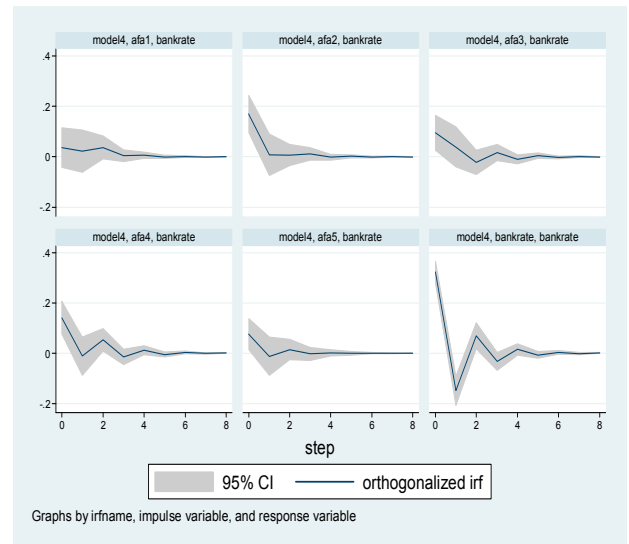 model4, afa1, bankrate
model4, afa2, bankrate
model4, afa3, bankrate
.4
.2
0
-.2
model4, afa4, bankrate
model4, afa5, bankrate
model4, bankrate, bankrate
.4
.2
0
-.2
0 2 4 6 8
0 2 4 6 8
0 2 4 6 8
step
95% CI
orthogonalized irf
Graphs by irfname, impulse variable, and response variable